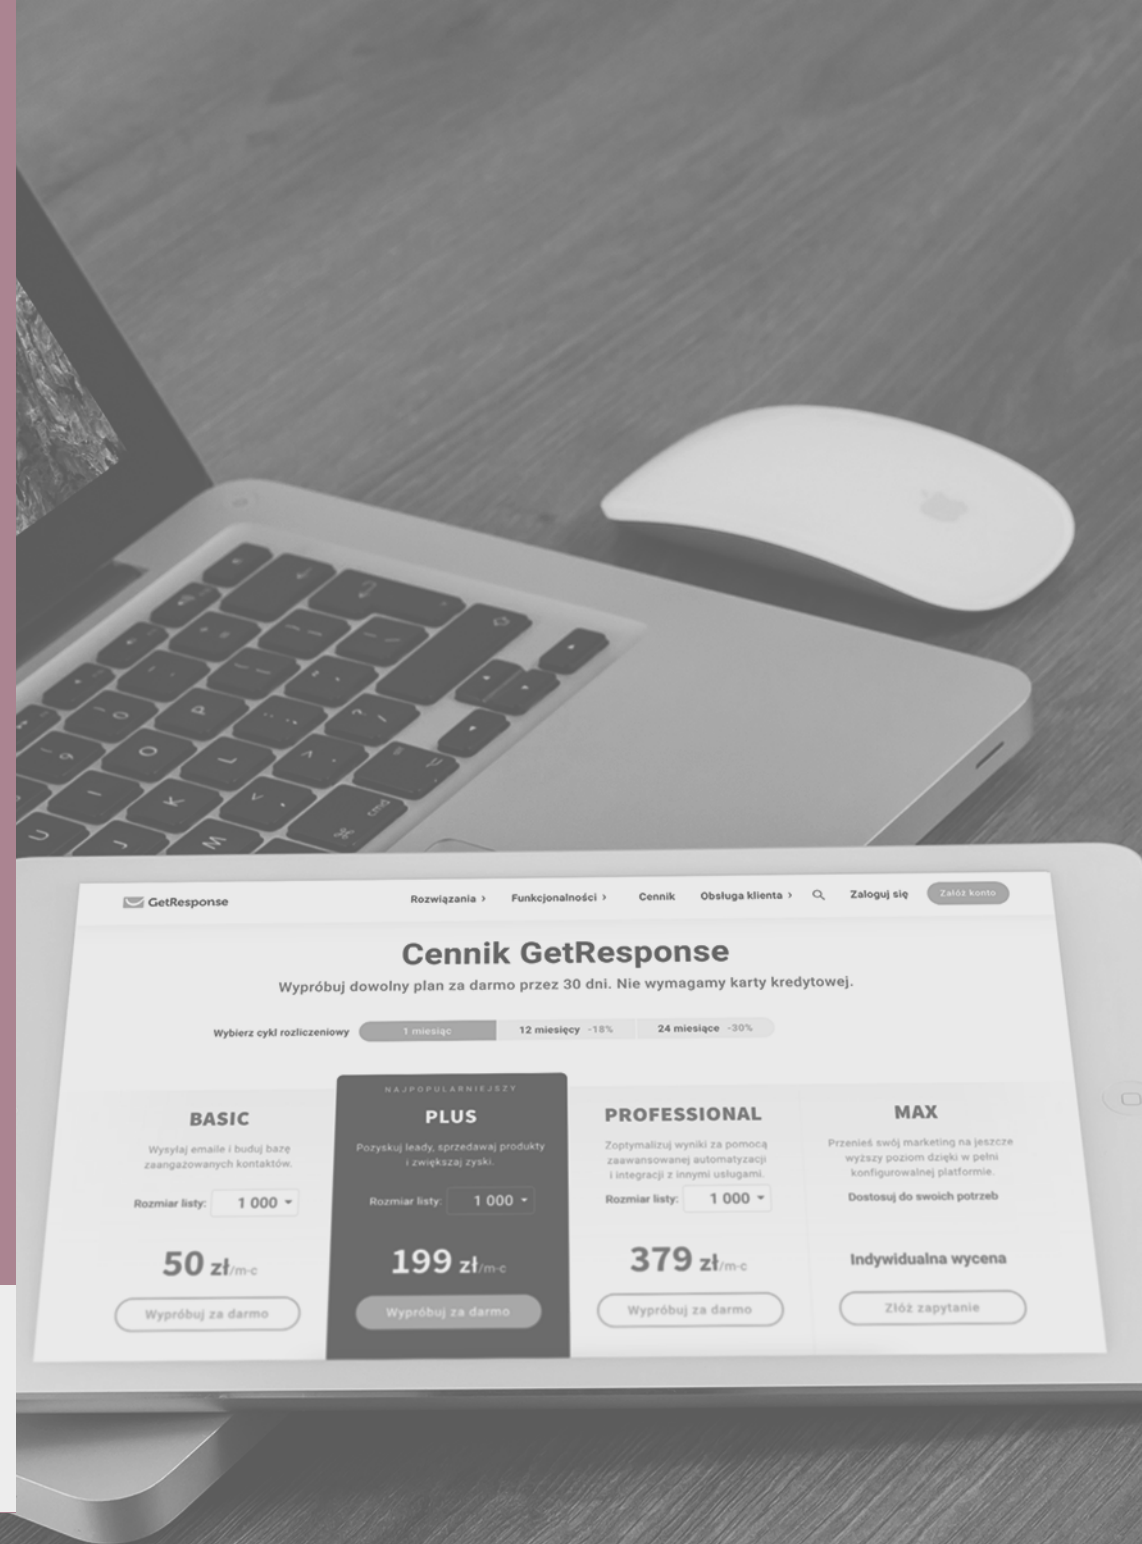 GetResponse
Rozwiązania ›
Funkcjonalności ›
Cennik
Obsługa klienta ›
Zaloguj się
Załóż konto
Cennik GetResponse
Wypróbuj dowolny plan za darmo przez 30 dni. Nie wymagamy karty kredytowej.
Wybierz cykl rozliczeniowy
1 miesiąc
12 miesięcy -18%
24 miesiące -30%
BASIC
Wysyłaj emaile i buduj bazę
zaangażowanych kontaktów.
Rozmiar listy: 1 000
50 zł/m-c
Wypróbuj za darmo
NAJPOPULARNIEJSZY
PLUS
Pozyskuj leady, sprzedawaj produkty
i zwiększaj zyski.
Rozmiar listy: 1 000
199 zł/m-c
Wypróbuj za darmo
PROFESSIONAL
Zoptymalizuj wyniki za pomocą
zaawansowanej automatyzacji
i integracji z innymi usługami.
Rozmiar listy: 1 000
379 zł/m-c
Wypróbuj za darmo
MAX
Przenieś swój marketing na jeszcze
wyższy poziom dzięki w pełni
konfigurowalnej platformie.
Dostosuj do swoich potrzeb
Indywidualna wycena
Złóż zapytanie
P
O
L
I
K
U
J
M
cmd